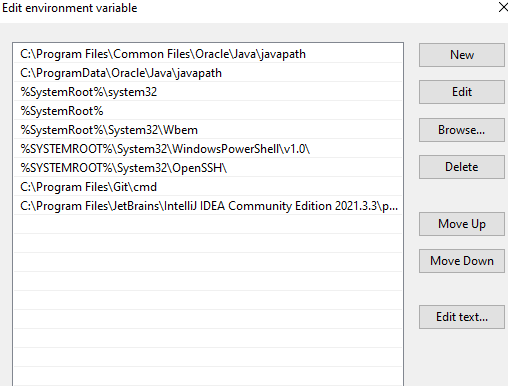 Edit environment variable
C:\Program Files\Common Files\Oracle\Java\javapath
C:\ProgramData\Oracle\Java\javapath
%SystemRoot%\system32
%SystemRoot%
%SystemRoot%\System32\Wbem
%SYSTEMROOT%\System32\WindowsPowerShell\v1.0\
%SYSTEMROOT%\System32\OpenSSH\
C:\Program Files\Git\cmd
C:\Program Files\JetBrains\IntelliJ IDEA Community Edition 2021.3.3\p...
New
Edit
Browse...
Delete
Move Up
Move Down
Edit text...